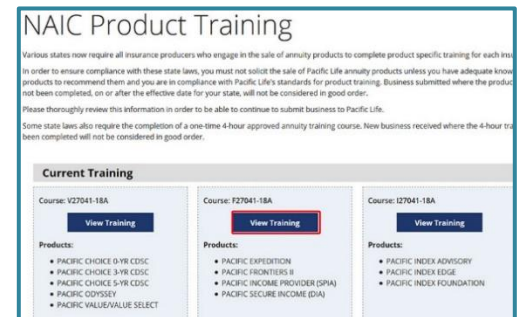 NAIC Product Training
Various states now require all insurance producers who engage in the sale of annuity products to complete product specific training for each insu
In order to ensure compliance with these state laws, you must not solicit the sale of Pacific Life annuity products unless you have adequate know
products to recommend them and you are in compliance with Pacific Life's standards for product training. Business submitted where the produc
not been completed, on or after the effective date for your state, will not be considered in good order.
Please thoroughly review this information in order to be able to continue to submit business to Pacific Life.
Some state laws also require the completion of a one-time 4-hour approved annuity training course. New business received where the 4-hour tra
been completed will not be considered in good order.
Current Training
Course: V27041-18A
View Training
Products:
• PACIFIC CHOICE 0-YR CDSC
• PACIFIC CHOICE 3-YR CDSC
• PACIFIC CHOICE 5-YR CDSC
• PACIFIC ODYSSEY
• PACIFIC VALUE/VALUE SELECT
Course: F27041-18A
View Training
Products:
• PACIFIC EXPEDITION
• PACIFIC FRONTIERS II
• PACIFIC INCOME PROVIDER (SPIA)
• PACIFIC SECURE INCOME (DIA)
Course: I27041-18A
View Training
Products:
• PACIFIC INDEX ADVISORY
• PACIFIC INDEX EDGE
• PACIFIC INDEX FOUNDATION